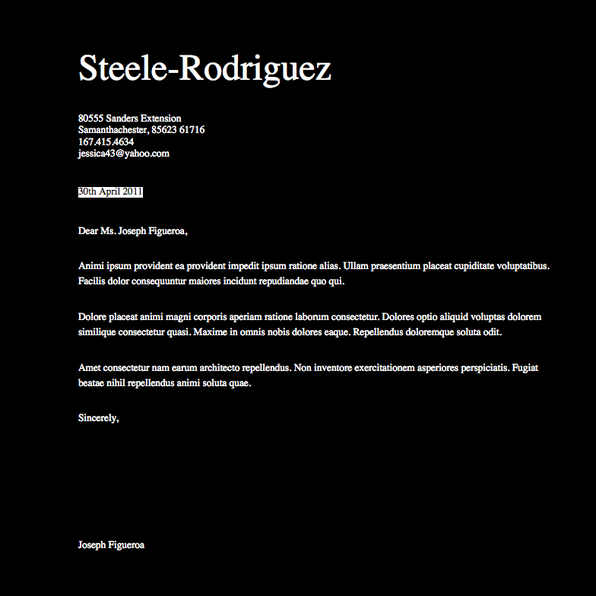 Steele-Rodriguez
80555 Sanders Extension
Samanthachester, 85623 61716
167.415.4634
jessica43@yahoo.com
30th April 2011
Dear Ms. Joseph Figueroa,
Animi ipsum provident ea provident impedit ipsum ratione alias. Ullam praesentium placeat cupiditate voluptatibus.
Facilis dolor consequuntur maiores incidunt repudiandae quo qui.
Dolore placeat animi magni corporis aperiam ratione laborum consectetur. Dolores optio aliquid voluptas dolorem
similique consectetur quasi. Maxime in omnis nobis dolores eaque. Repellendus doloremque soluta odit.
Amet consectetur nam earum architecto repellendus. Non inventore exercitationem asperiores perspiciatis. Fugiat
beatae nihil repellendus animi soluta quae.
Sincerely,
Joseph Figueroa